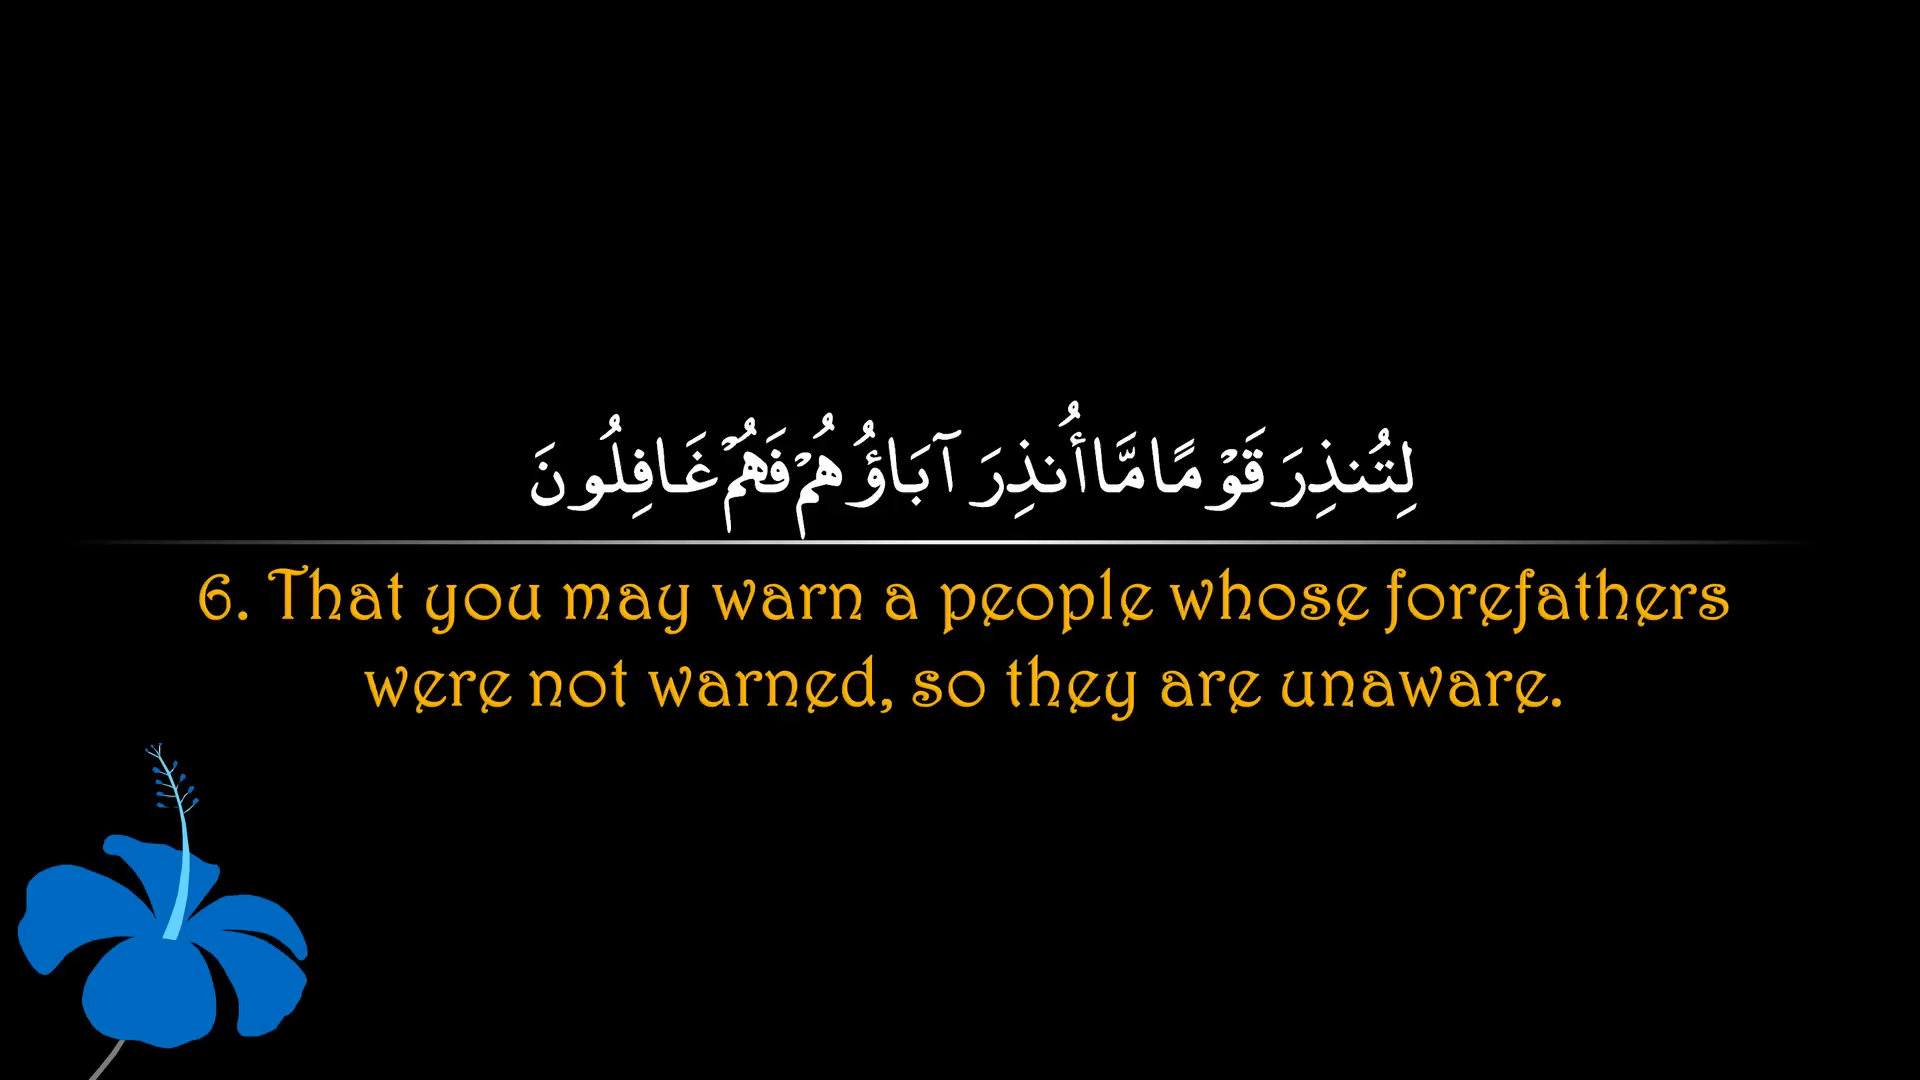 لِتُنذِرَ قَوْمًا مَّا أُنذِرَ آبَاؤُهُمْ فَهُمْ غَافِلُونَ
6. That you may warn a people whose forefathers
were not warned, so they are unaware.